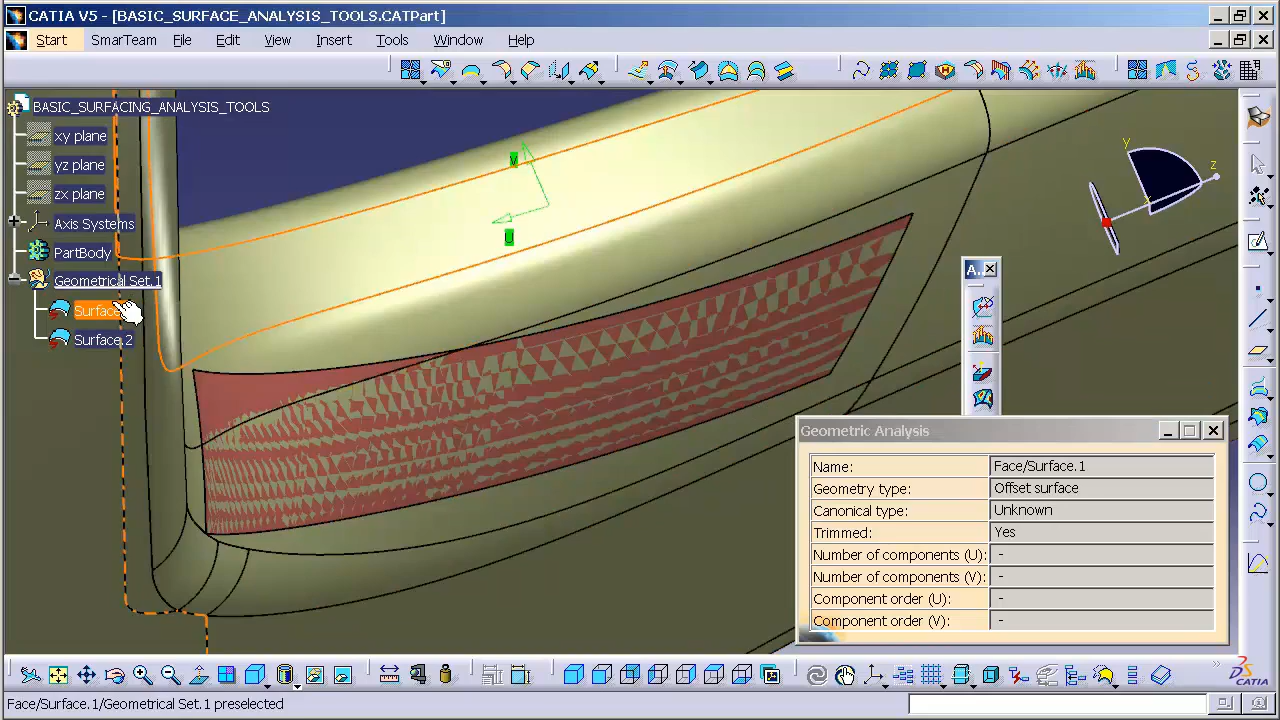 CATIA V5 - [BASIC_SURFACE_ANALYSIS_TOOLS.CATPart]
Start SmarTeam File Edit View Insert Tools Window Help
BASIC_SURFACING_ANALYSIS_TOOLS
xy plane
yz plane
zx plane
Axis Systems
PartBody
Geometrical Set.1
Surface
Surface.2
V
U
y
z
A...
Geometric Analysis
Name: Face/Surface.1
Geometry type: Offset surface
Canonical type: Unknown
Trimmed: Yes
Number of components (U): -
Number of components (V): -
Component order (U): -
Component order (V): -
CATIA
Face/Surface.1/Geometrical Set.1 preselected